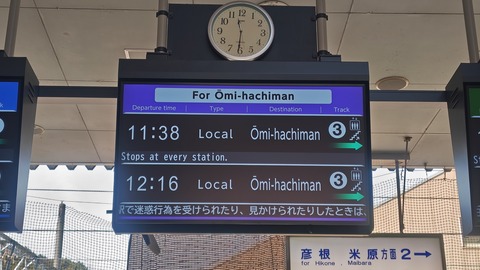 For Ōmi-hachiman
Departure time Type Destination Track
11:38 Local Ōmi-hachiman 3
Stops at every station.
12:16 Local Ōmi-hachiman 3
Rで迷惑行為を受けられたり、見かけられたりしたときは、
彦根 米原方面 2→
for Hikone, Maibara